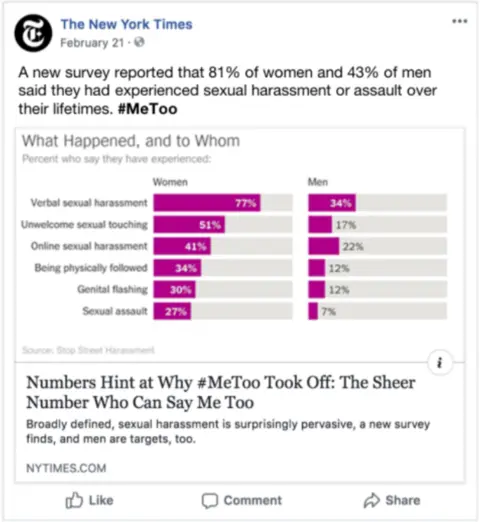 The New York Times
February 21 ·
A new survey reported that 81% of women and 43% of men
said they had experienced sexual harassment or assault over
their lifetimes. #MeToo
What Happened, and to Whom
Percent who say they have experienced:
Women Men
Verbal sexual harassment 77% 34%
Unwelcome sexual touching 51% 17%
Online sexual harassment 41% 22%
Being physically followed 34% 12%
Genital flashing 30% 12%
Sexual assault 27% 7%
Source: Stop Street Harassment
i
Numbers Hint at Why #MeToo Took Off: The Sheer
Number Who Can Say Me Too
Broadly defined, sexual harassment is surprisingly pervasive, a new survey
finds, and men are targets, too.
NYTIMES.COM
Like Comment Share